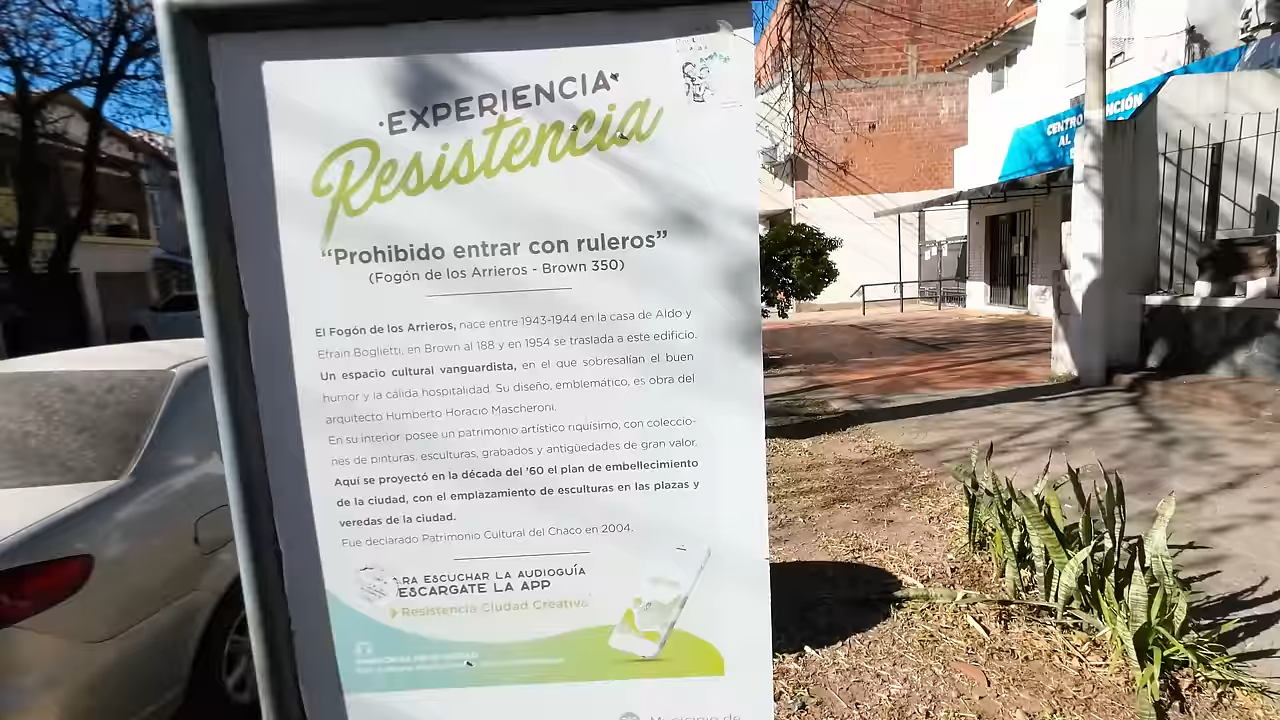 ·EXPERIENCIA·
Resistencia
“Prohibido entrar con ruleros”
(Fogón de los Arrieros - Brown 350)
El Fogón de los Arrieros, nace entre 1943-1944 en la casa de Aldo y
Efraín Boglietti, en Brown al 188 y en 1954 se traslada a este edificio.
Un espacio cultural vanguardista, en el que sobresalían el buen
humor y la cálida hospitalidad. Su diseño, emblemático, es obra del
arquitecto Humberto Horacio Mascheroni.
En su interior posee un patrimonio artístico riquísimo, con coleccio-
nes de pinturas, esculturas, grabados y antigüedades de gran valor.
Aquí se proyectó en la década del '60 el plan de embellecimiento
de la ciudad, con el emplazamiento de esculturas en las plazas y
veredas de la ciudad.
Fue declarado Patrimonio Cultural del Chaco en 2004.
RA ESCUCHAR LA AUDIOGUÍA
ESCARGATE LA APP
Resistencia Ciudad Creativa
Municipio de
CENTRO NCIÓN
AL